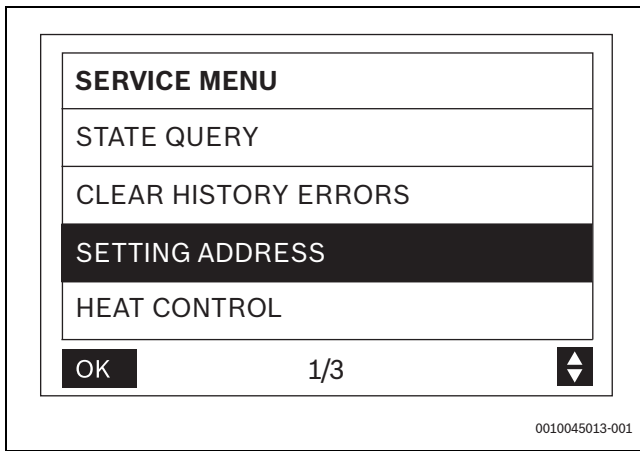 SERVICE MENU
STATE QUERY
CLEAR HISTORY ERRORS
SETTING ADDRESS
HEAT CONTROL
OK 1/3
0010045013-001